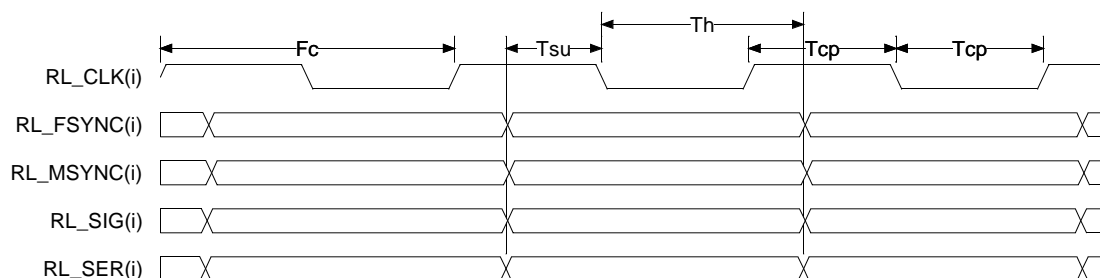 Th
Fc
Tsu
Tcp
Tcp
RL_CLK(i)
RL_FSYNC(i)
RL_MSYNC(i)
RL_SIG(i)
RL_SER(i)